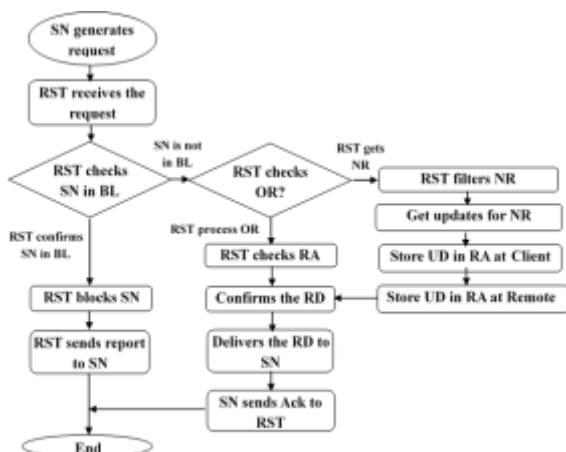 SN generates
request
RST receives the
request
RST checks
SN in BL
SN is not
in BL
RST checks
OR?
RST gets
NR
RST filters NR
Get updates for NR
Store UD in RA at Client
Store UD in RA at Remote
RST process OR
RST checks RA
Confirms the RD
Delivers the RD to
SN
SN sends Ack to
RST
RST confirms
SN in BL
RST blocks SN
RST sends report
to SN
End